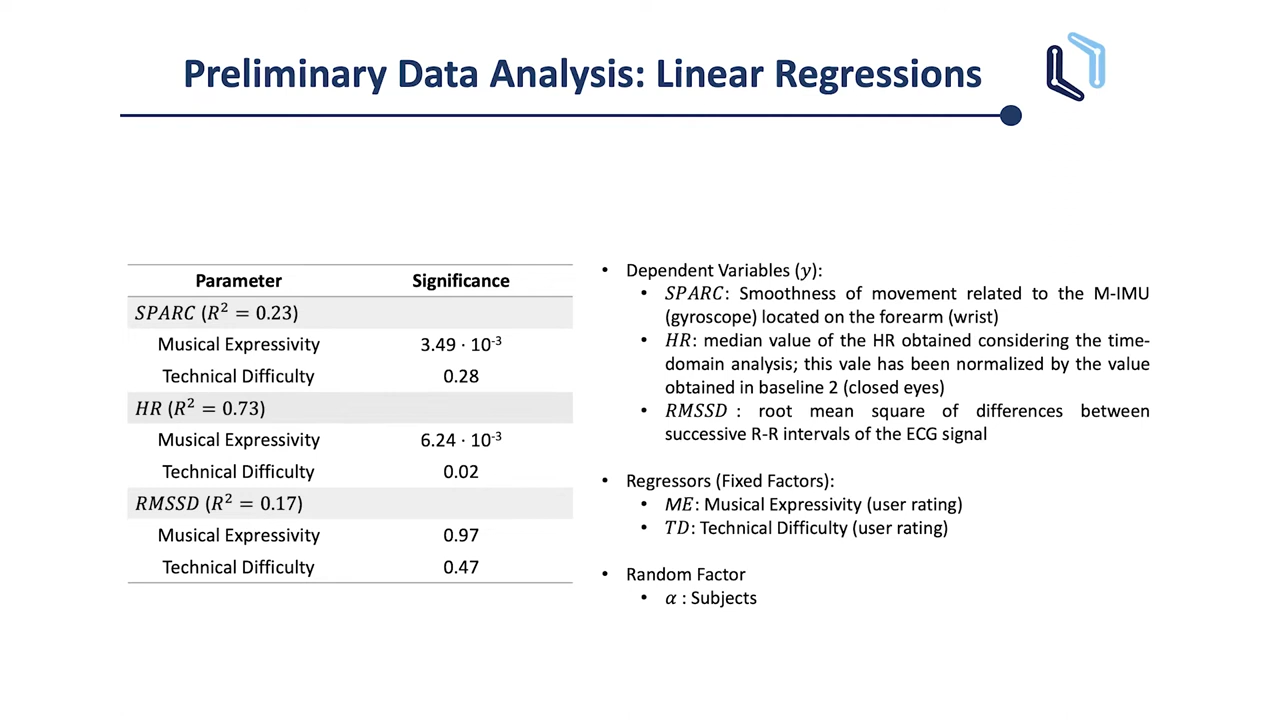 Preliminary Data Analysis: Linear Regressions
Parameter Significance
SPARC (R² = 0.23)
Musical Expressivity 3.49 · 10⁻³
Technical Difficulty 0.28
HR (R² = 0.73)
Musical Expressivity 6.24 · 10⁻³
Technical Difficulty 0.02
RMSSD (R² = 0.17)
Musical Expressivity 0.97
Technical Difficulty 0.47
• Dependent Variables (y):
• SPARC: Smoothness of movement related to the M-IMU
(gyroscope) located on the forearm (wrist)
• HR: median value of the HR obtained considering the time-
domain analysis; this vale has been normalized by the value
obtained in baseline 2 (closed eyes)
• RMSSD : root mean square of differences between
successive R-R intervals of the ECG signal
• Regressors (Fixed Factors):
• ME: Musical Expressivity (user rating)
• TD: Technical Difficulty (user rating)
• Random Factor
• α : Subjects